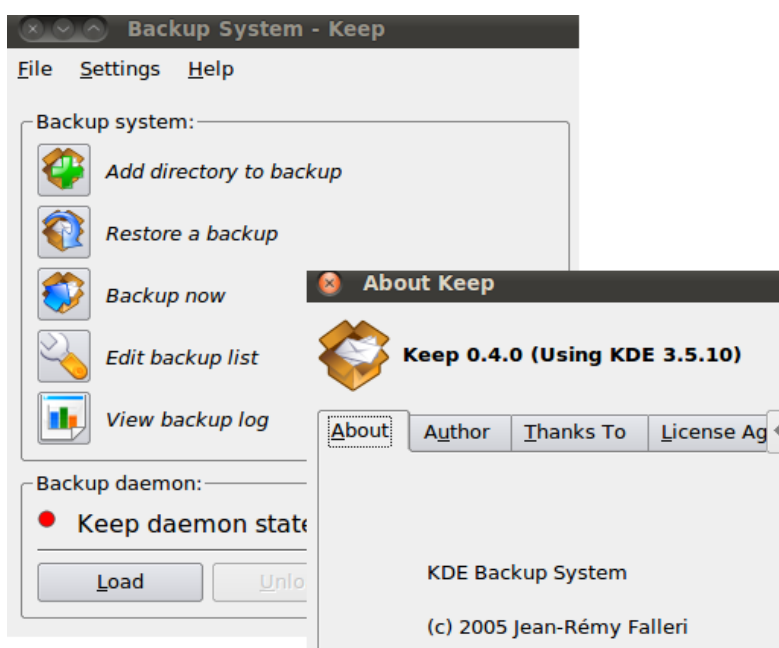 Backup System - Keep
File Settings Help
Backup system:
Add directory to backup
Restore a backup
Backup now
Edit backup list
View backup log
Backup daemon:
Keep daemon state
Load
About Keep
Keep 0.4.0 (Using KDE 3.5.10)
About Author Thanks To License
KDE Backup System
(c) 2005 Jean-Rémy Falleri